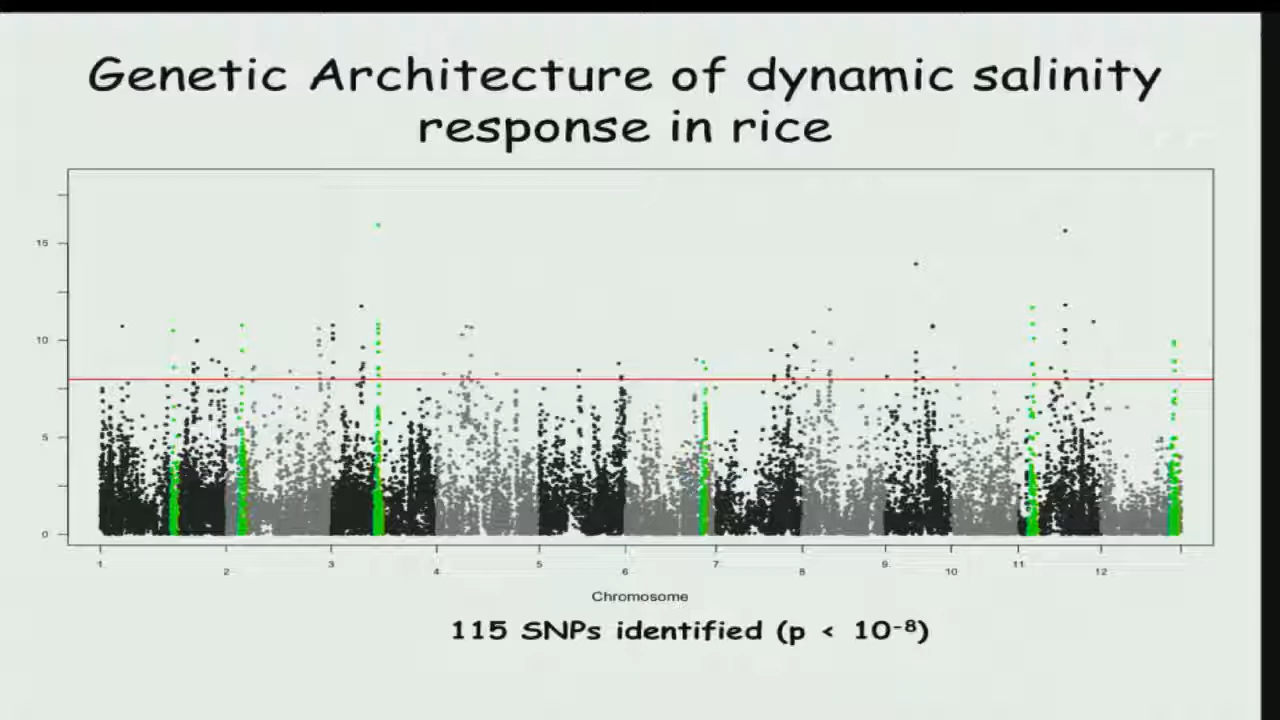 Genetic Architecture of dynamic salinity
response in rice
15
10
5
0
1 2 3 4 5 6 7 8 9 10 11 12
Chromosome
115 SNPs identified (p < 10⁻⁸)